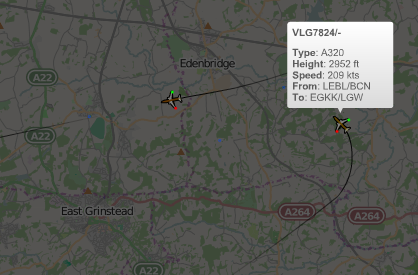 VLG7824/-
Type: A320
Height: 2952 ft
Speed: 209 kts
From: LEBL/BCN
To: EGKK/LGW
Edenbridge
A22
A22
East Grinstead
A264
A264
A22